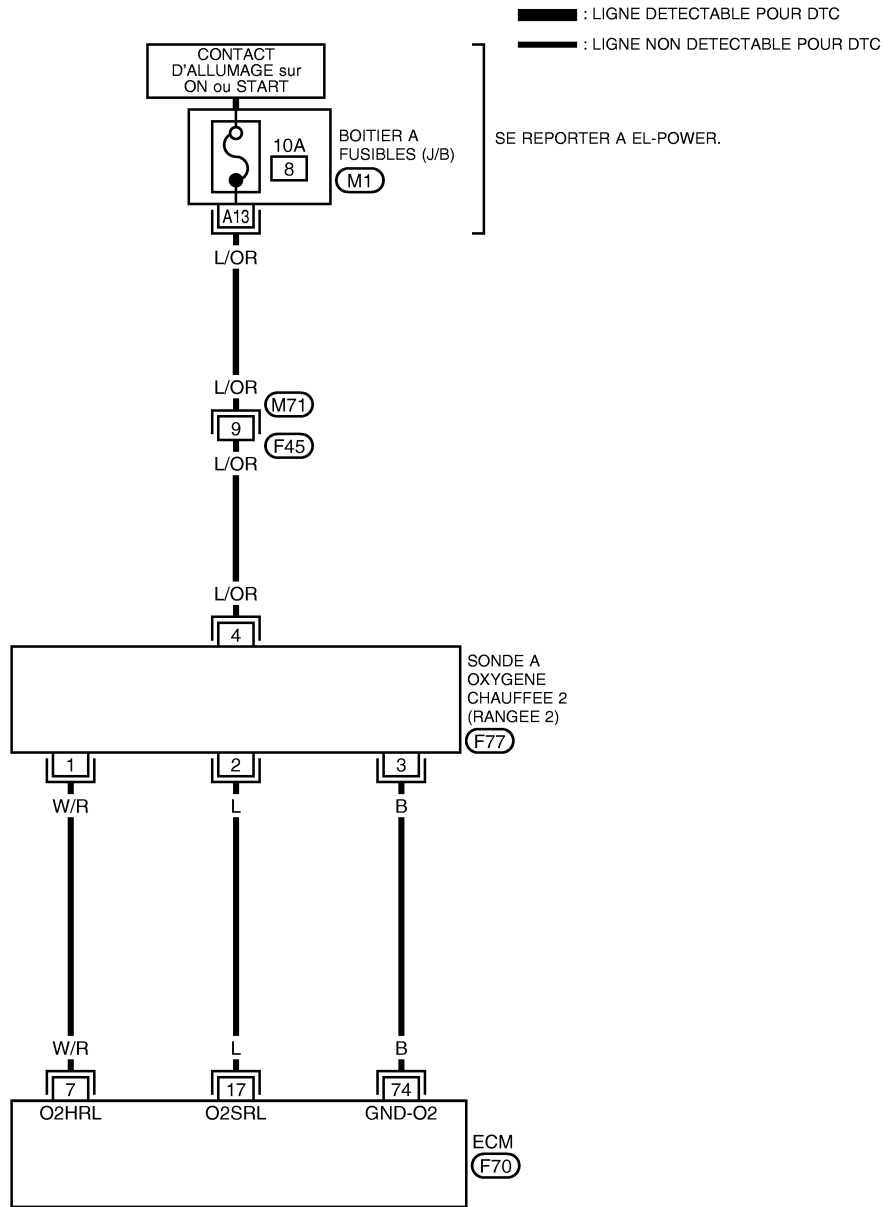 : LIGNE DETECTABLE POUR DTC
: LIGNE NON DETECTABLE POUR DTC
CONTACT
D'ALLUMAGE sur
ON ou START
BOITIER A
FUSIBLES (J/B)
M1
10A
8
SE REPORTER A EL-POWER.
A13
L/OR
L/OR
M71
9
F45
L/OR
L/OR
4
SONDE A
OXYGENE
CHAUFFEE 2
(RANGEE 2)
F77
1 2 3
W/R L B
W/R L B
7 17 74
O2HRL O2SRL GND-O2
ECM
F70